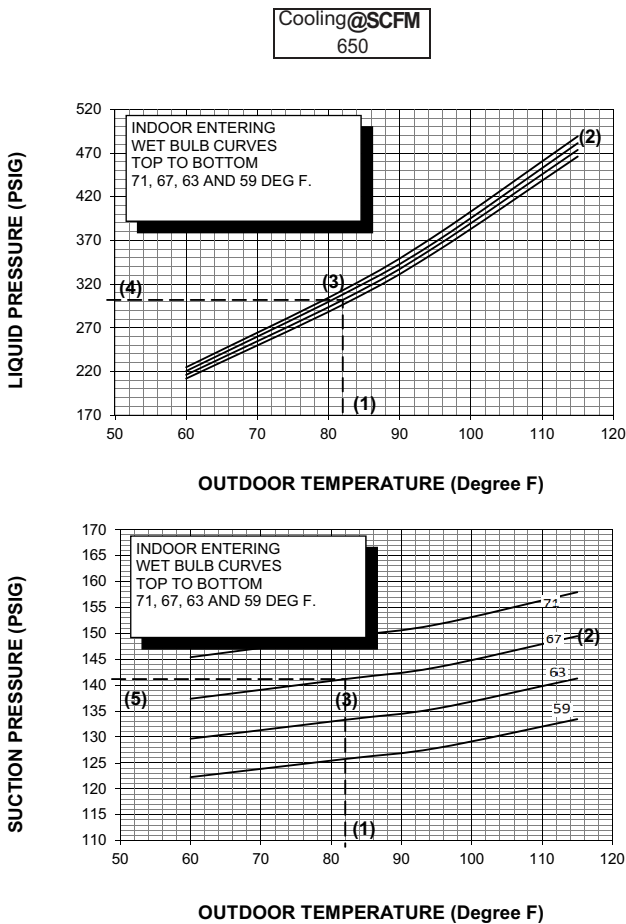 Cooling@SCFM
650
520
470
420
370
320
270
220
170
LIQUID PRESSURE (PSIG)
INDOOR ENTERING
WET BULB CURVES
TOP TO BOTTOM
71, 67, 63 AND 59 DEG F.
(2)
(3)
(4)
(1)
50 60 70 80 90 100 110 120
OUTDOOR TEMPERATURE (Degree F)
170
165
160
155
150
145
140
135
130
125
120
115
110
SUCTION PRESSURE (PSIG)
INDOOR ENTERING
WET BULB CURVES
TOP TO BOTTOM
71, 67, 63 AND 59 DEG F.
71
67 (2)
63
59
(5)
(3)
(1)
50 60 70 80 90 100 110 120
OUTDOOR TEMPERATURE (Degree F)